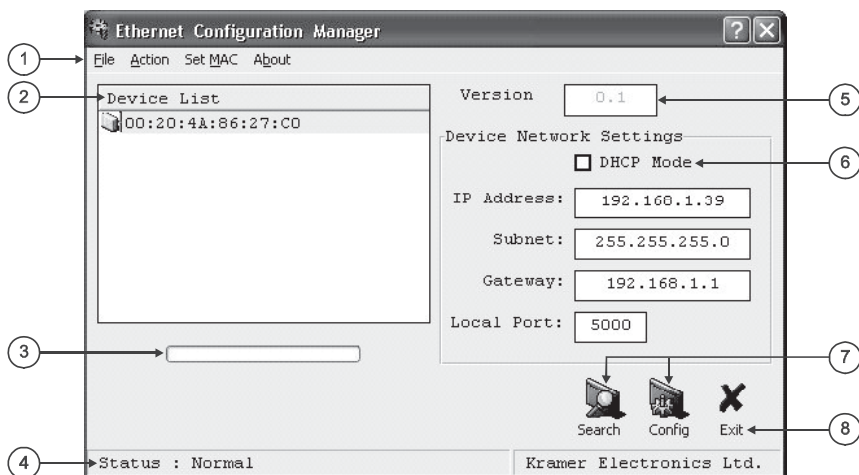 Ethernet Configuration Manager
File Action Set MAC About
1
2
Device List
00:20:4A:86:27:C0
Version 0.1
5
Device Network Settings
DHCP Mode
6
IP Address: 192.168.1.39
Subnet: 255.255.255.0
Gateway: 192.168.1.1
Local Port: 5000
3
7
Search Config Exit
8
4
Status : Normal
Kramer Electronics Ltd.